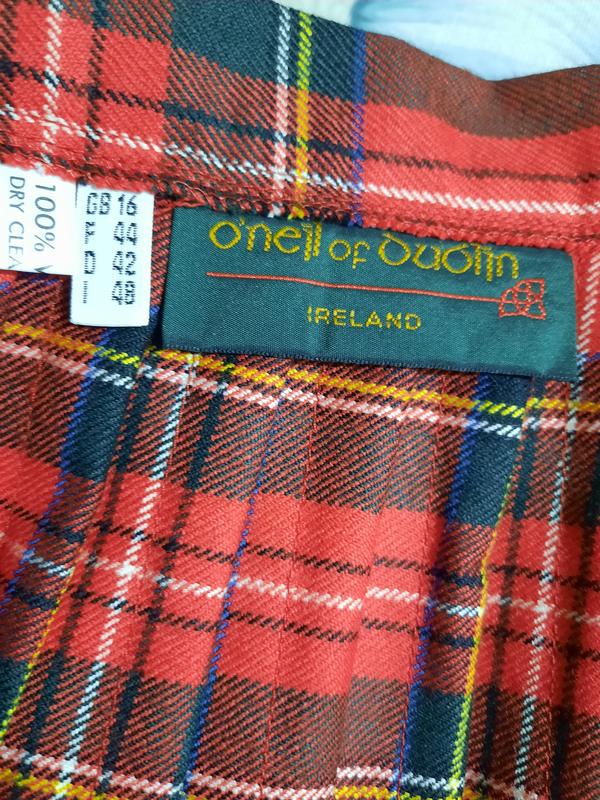 100%
DRY CLEA
GB 16
F 44
D 42
I 48
o'neill of dublin
IRELAND